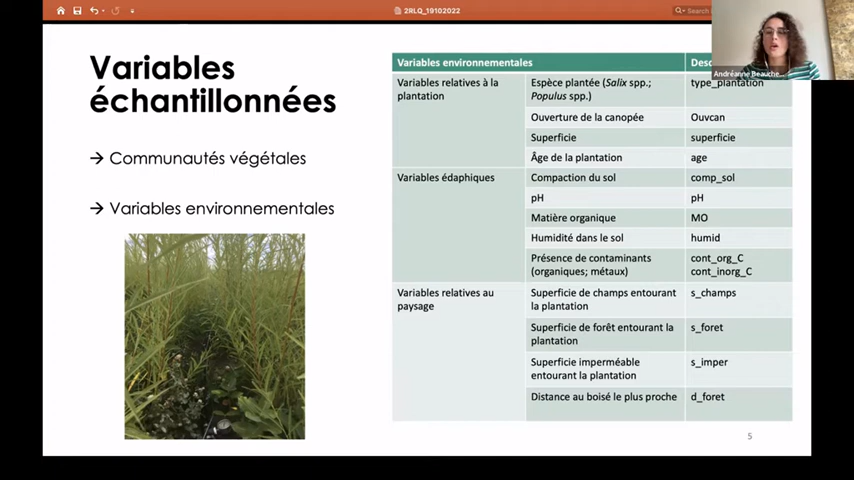 2RLQ_19102022
Search
Andréanne Beauche...
Variables
échantillonnées
→ Communautés végétales
→ Variables environnementales
Variables environnementales
Variables relatives à la plantation
Espèce plantée (Salix spp.; Populus spp.)
type_plantation
Ouverture de la canopée
Ouvcan
Superficie
superficie
Âge de la plantation
age
Variables édaphiques
Compaction du sol
comp_sol
pH
pH
Matière organique
MO
Humidité dans le sol
humid
Présence de contaminants (organiques; métaux)
cont_org_C
cont_inorg_C
Variables relatives au paysage
Superficie de champs entourant la plantation
s_champs
Superficie de forêt entourant la plantation
s_foret
Superficie imperméable entourant la plantation
s_imper
Distance au boisé le plus proche
d_foret
5